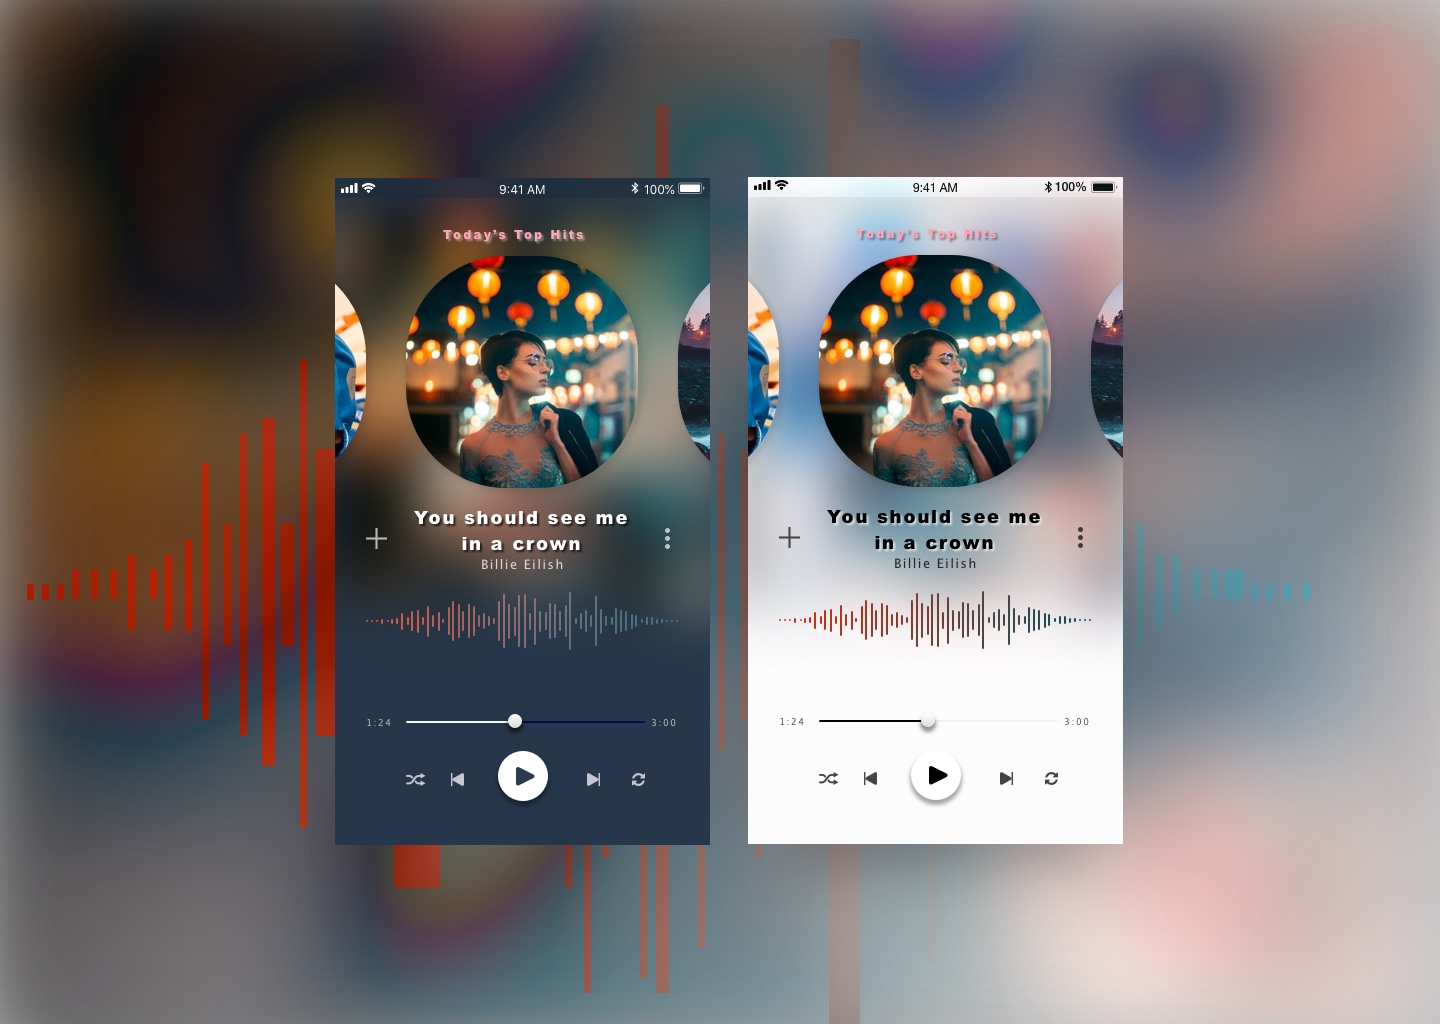 9:41 AM
100%
Today's Top Hits
You should see me
in a crown
Billie Eilish
1:24
3:00
9:41 AM
100%
Today's Top Hits
You should see me
in a crown
Billie Eilish
1:24
3:00